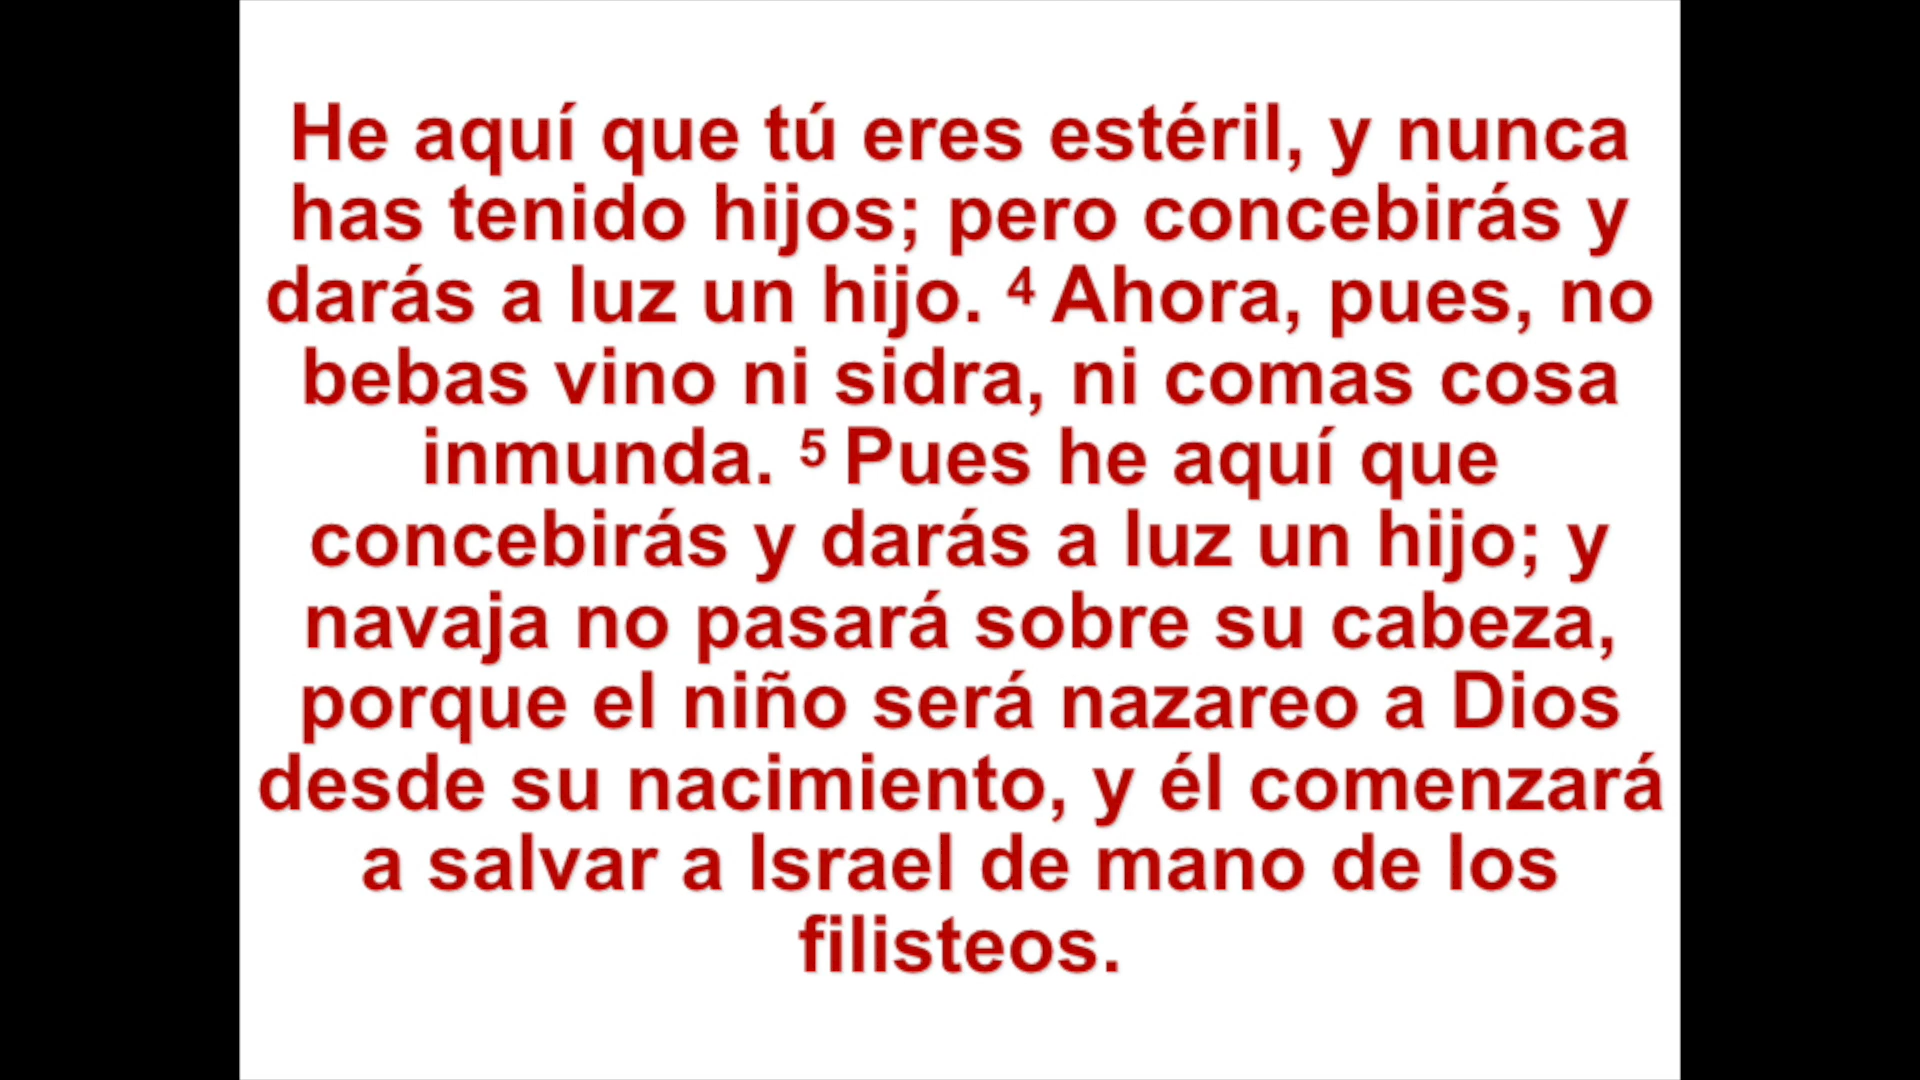 He aquí que tú eres estéril, y nunca
has tenido hijos; pero concebirás y
darás a luz un hijo. ⁴ Ahora, pues, no
bebas vino ni sidra, ni comas cosa
inmunda. ⁵ Pues he aquí que
concebirás y darás a luz un hijo; y
navaja no pasará sobre su cabeza,
porque el niño será nazareo a Dios
desde su nacimiento, y él comenzará
a salvar a Israel de mano de los
filisteos.